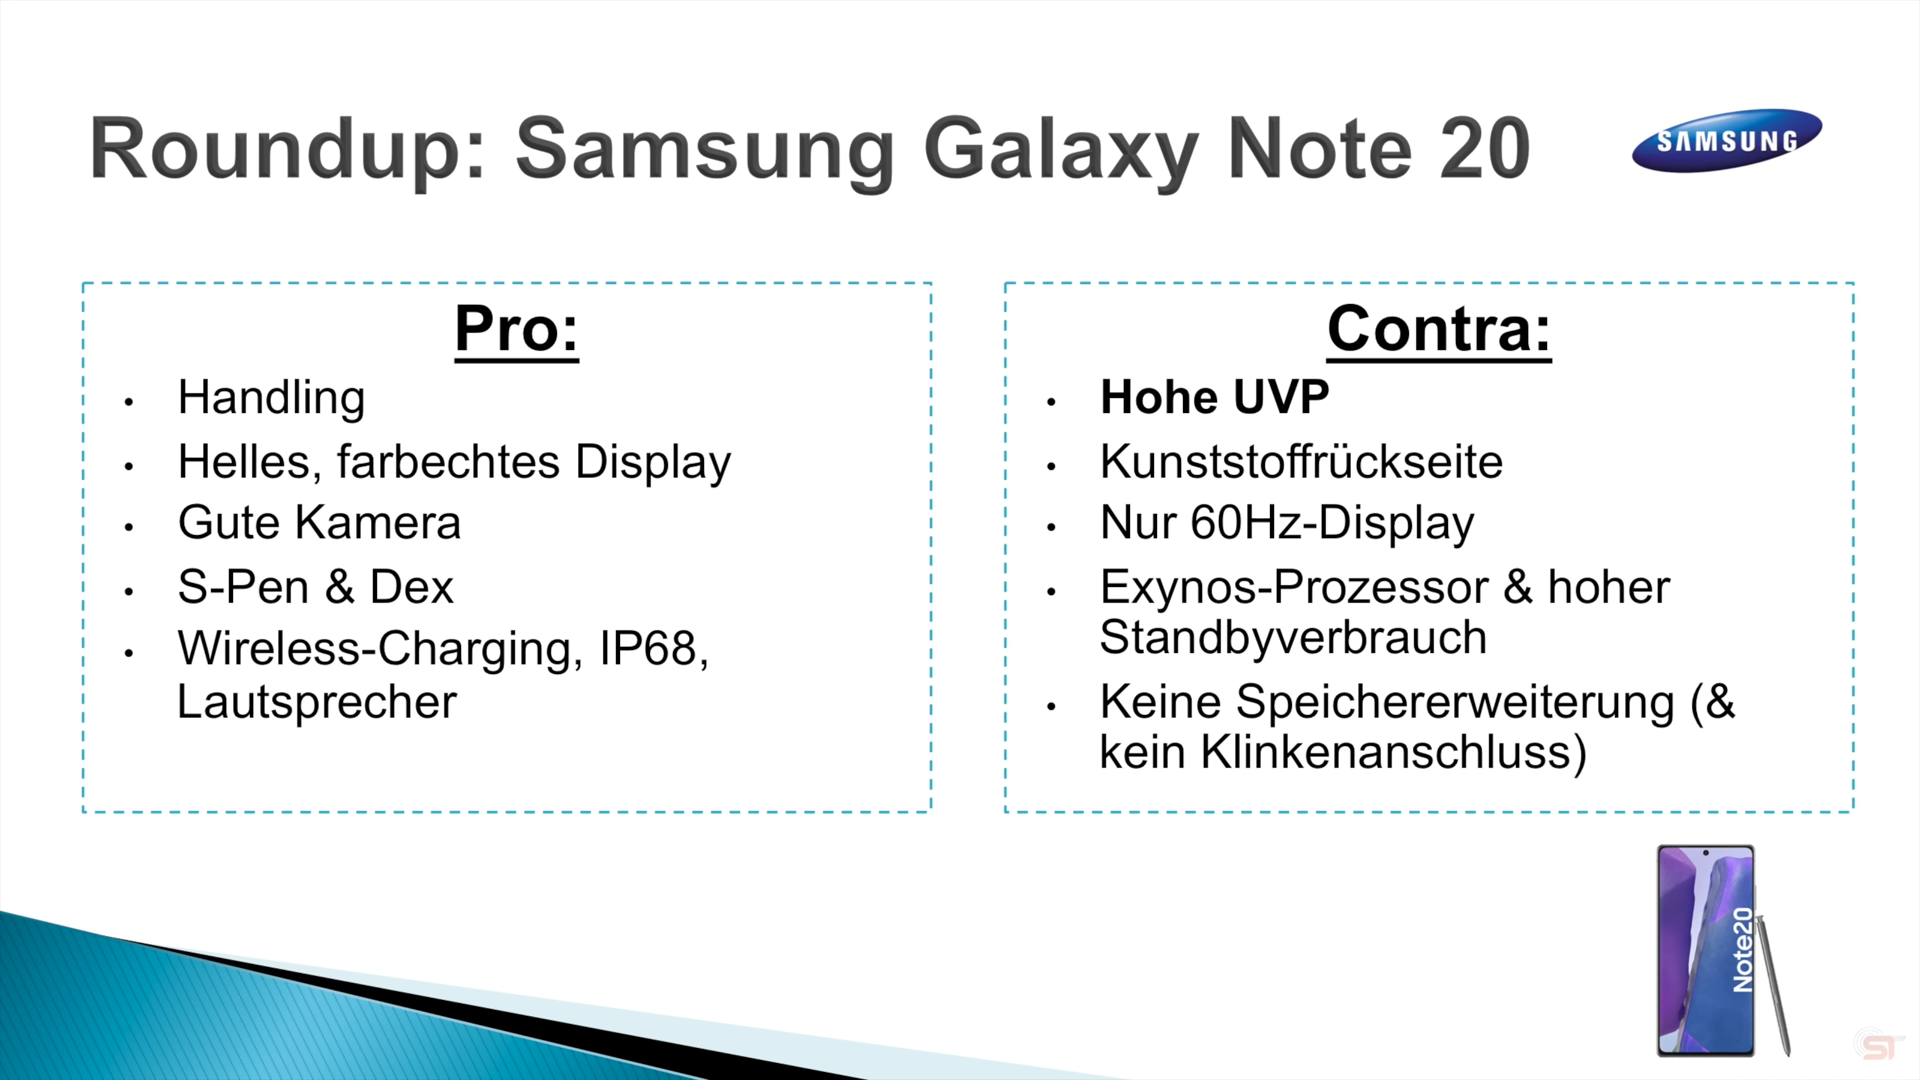 Roundup: Samsung Galaxy Note 20
SAMSUNG
Pro:
• Handling
• Helles, farbechtes Display
• Gute Kamera
• S-Pen & Dex
• Wireless-Charging, IP68,
Lautsprecher
Contra:
• Hohe UVP
• Kunststoffrückseite
• Nur 60Hz-Display
• Exynos-Prozessor & hoher
Standbyverbrauch
• Keine Speichererweiterung (&
kein Klinkenanschluss)
Note20
ST